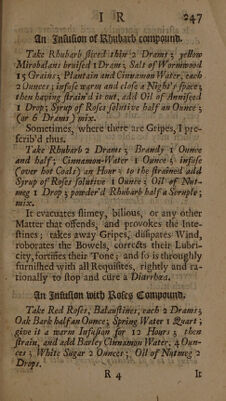 I R 247
An Infusion of Rhubarb compound.
Take Rhubarb sliced thin 2 Drams; yellow
Mirobalans bruised 1 Dram; Salt of Wormwood
15 Grains; Plantain and Cinnamon Water, each
2 Ounces; infuse warm and close a Night's space;
then having strain'd it out, add Oil of Anniseed
1 Drop; Syrup of Roses solutive half an Ounce;
(or 6 Drams) mix.
Sometimes, where there are Gripes, I pre-
scrib'd thus.
Take Rhubarb 2 Drams; Brandy 1 Ounce
and half; Cinnamon-Water 1 Ounce; infuse
(over hot Coals) an Hour; to the strained add
Syrup of Roses solutive 1 Ounce; Oil of Nut-
meg 1 Drop; powder'd Rhubarb half a Scruple;
mix.
It evacuates slimey, bilious, or any other
Matter that offends, and provokes the Inte-
stines; takes away Gripes, dissipates Wind,
roborates the Bowels, corrects their Lubri-
city, fortifies their Tone; and so is throughly
furnished with all Requisites, rightly and ra-
tionally to stop and cure a Diarrhœa.
An Infusion with Roses Compound.
Take Red Roses, Balaustines, each 2 Drams;
Oak Bark half an Ounce; Spring Water 1 Quart;
give it a warm Infusion for 12 Hours; then
strain, and add Barley Cinnamon Water, 4 Oun-
ces; White Sugar 2 Ounces; Oil of Nutmeg 2
Drops.
R 4 It